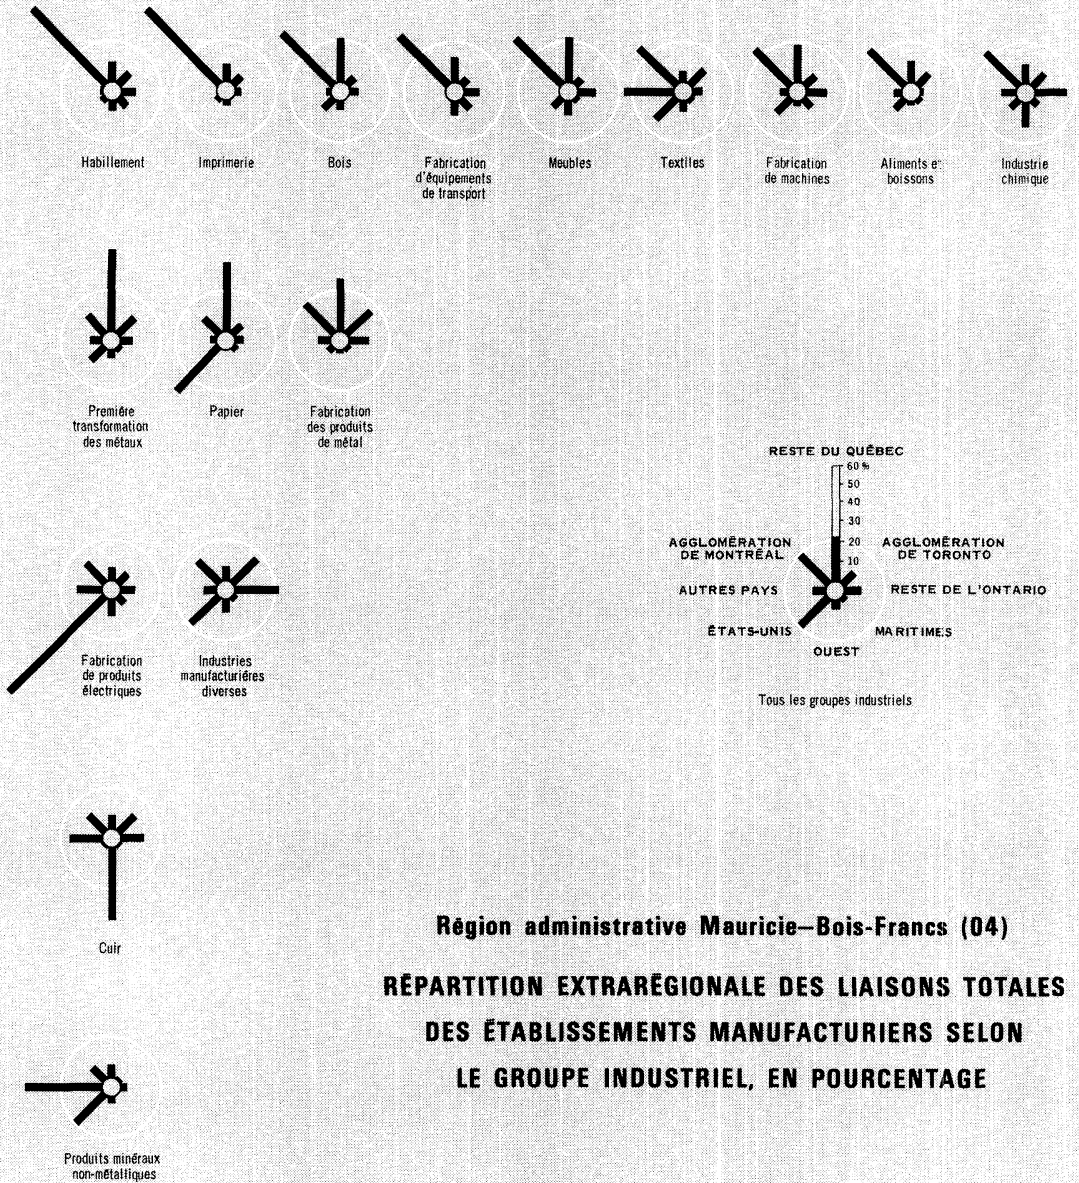 Habillement
Imprimerie
Bois
Fabrication
d'équipements
de transport
Meubles
Textiles
Fabrication
de machines
Aliments et
boissons
Industrie
chimique
Première
transformation
des métaux
Papier
Fabrication
des produits
de métal
RESTE DU QUÉBEC
60 %
50
40
30
20
10
AGGLOMÉRATION
DE MONTRÉAL
AGGLOMÉRATION
DE TORONTO
AUTRES PAYS
RESTE DE L'ONTARIO
ÉTATS-UNIS
MARITIMES
OUEST
Tous les groupes industriels
Fabrication
de produits
électriques
Industries
manufacturières
diverses
Cuir
Région administrative Mauricie–Bois-Francs (04)
RÉPARTITION EXTRARÉGIONALE DES LIAISONS TOTALES
DES ÉTABLISSEMENTS MANUFACTURIERS SELON
LE GROUPE INDUSTRIEL, EN POURCENTAGE
Produits minéraux
non-métalliques